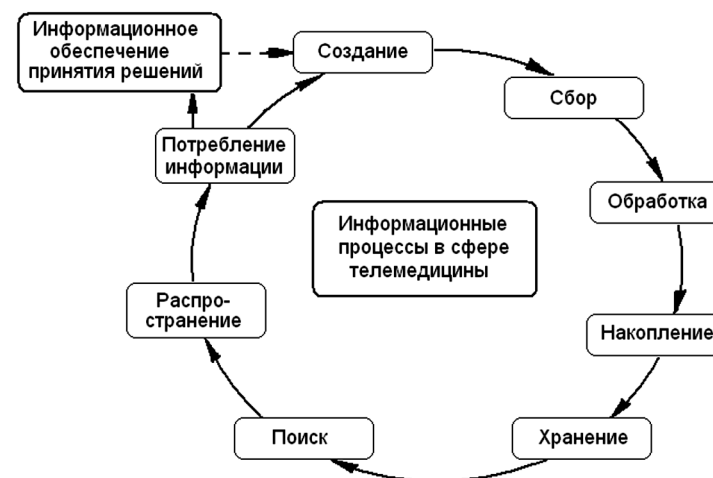 Информационное
обеспечение
принятия решений
Создание
Сбор
Потребление
информации
Обработка
Информационные
процессы в сфере
телемедицины
Распро-
странение
Накопление
Поиск
Хранение